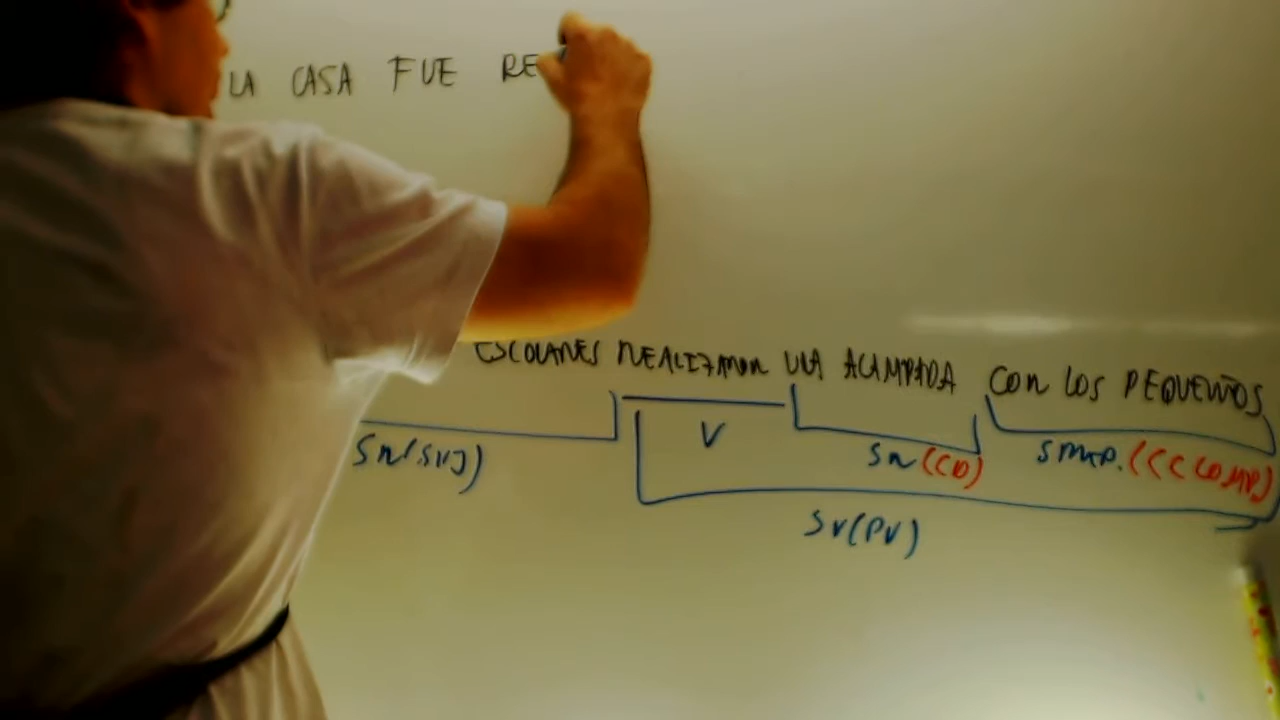 LA CASA FUE RE
ESCOLARES REALIZARON UNA ACAMPADA CON LOS PEQUEÑOS
V
SN(SUJ) SN(CD) SPREP.(CC COMP)
SV(PV)